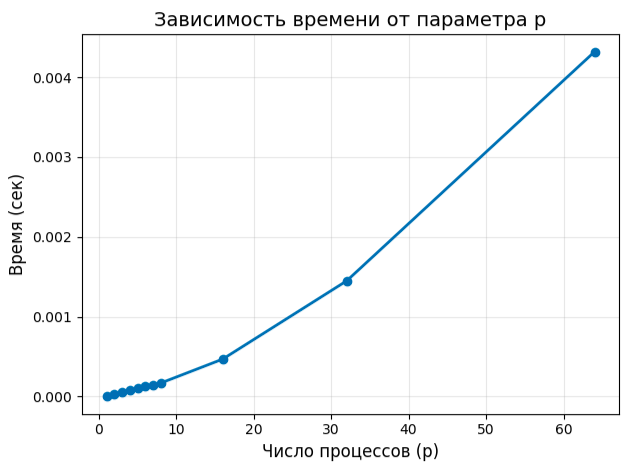 Зависимость времени от параметра p
0.004
0.003
0.002
0.001
0.000
Время (сек)
0 10 20 30 40 50 60
Число процессов (p)